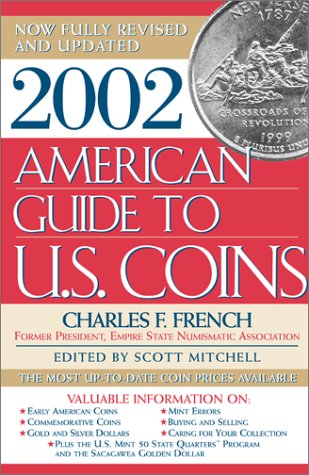 NOW FULLY REVISED
AND UPDATED
NEW JERSEY
1787
CROSSROADS OF THE
REVOLUTION
1999
E PLURIBUS UNUM
2002
AMERICAN
GUIDE TO
U.S. COINS
CHARLES F. FRENCH
FORMER PRESIDENT, EMPIRE STATE NUMISMATIC ASSOCIATION
EDITED BY SCOTT MITCHELL
THE MOST UP-TO-DATE COIN PRICES AVAILABLE
VALUABLE INFORMATION ON:
★EARLY AMERICAN COINS
★COMMEMORATIVE COINS
★GOLD AND SILVER DOLLARS
★MINT ERRORS
★BUYING AND SELLING
★CARING FOR YOUR COLLECTION
★PLUS THE U.S. MINT 50 STATE QUARTERS™ PROGRAM
AND THE SACAGAWEA GOLDEN DOLLAR